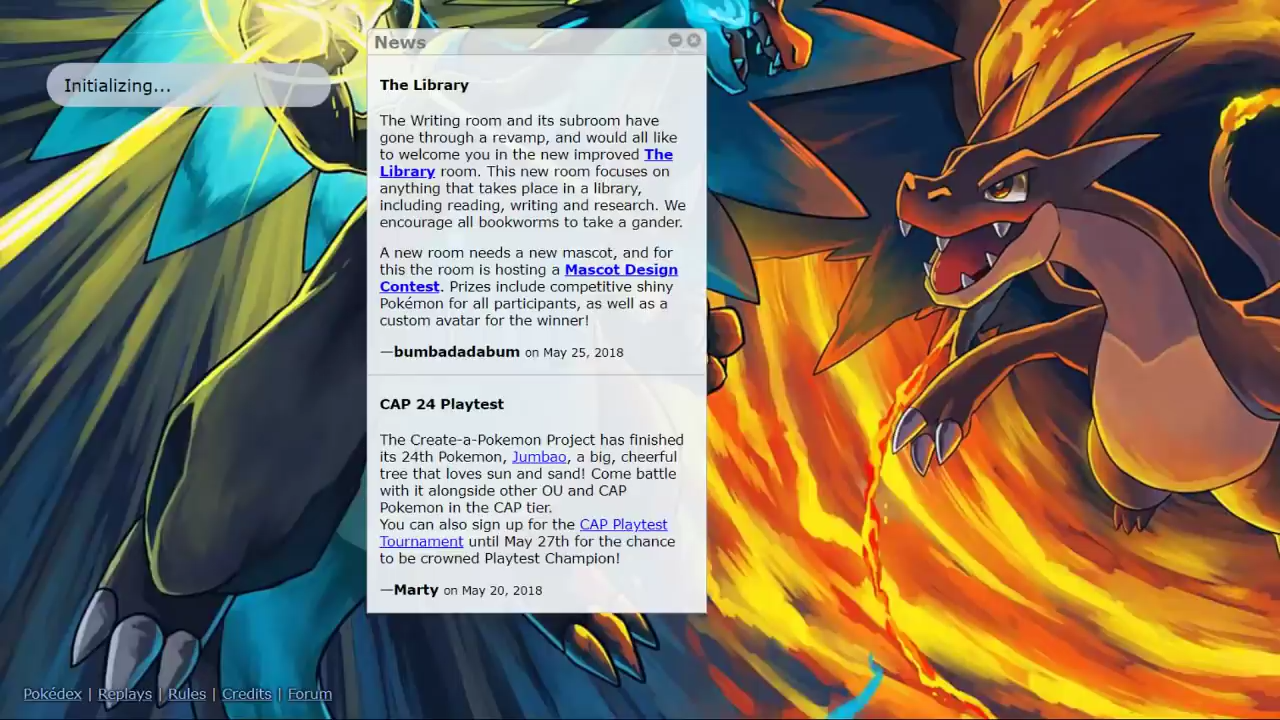 News
Initializing...
The Library
The Writing room and its subroom have
gone through a revamp, and would all like
to welcome you in the new improved The
Library room. This new room focuses on
anything that takes place in a library,
including reading, writing and research. We
encourage all bookworms to take a gander.
A new room needs a new mascot, and for
this the room is hosting a Mascot Design
Contest. Prizes include competitive shiny
Pokémon for all participants, as well as a
custom avatar for the winner!
—bumbadadabum on May 25, 2018
CAP 24 Playtest
The Create-a-Pokemon Project has finished
its 24th Pokemon, Jumbao, a big, cheerful
tree that loves sun and sand! Come battle
with it alongside other OU and CAP
Pokemon in the CAP tier.
You can also sign up for the CAP Playtest
Tournament until May 27th for the chance
to be crowned Playtest Champion!
—Marty on May 20, 2018
Pokédex | Replays | Rules | Credits | Forum